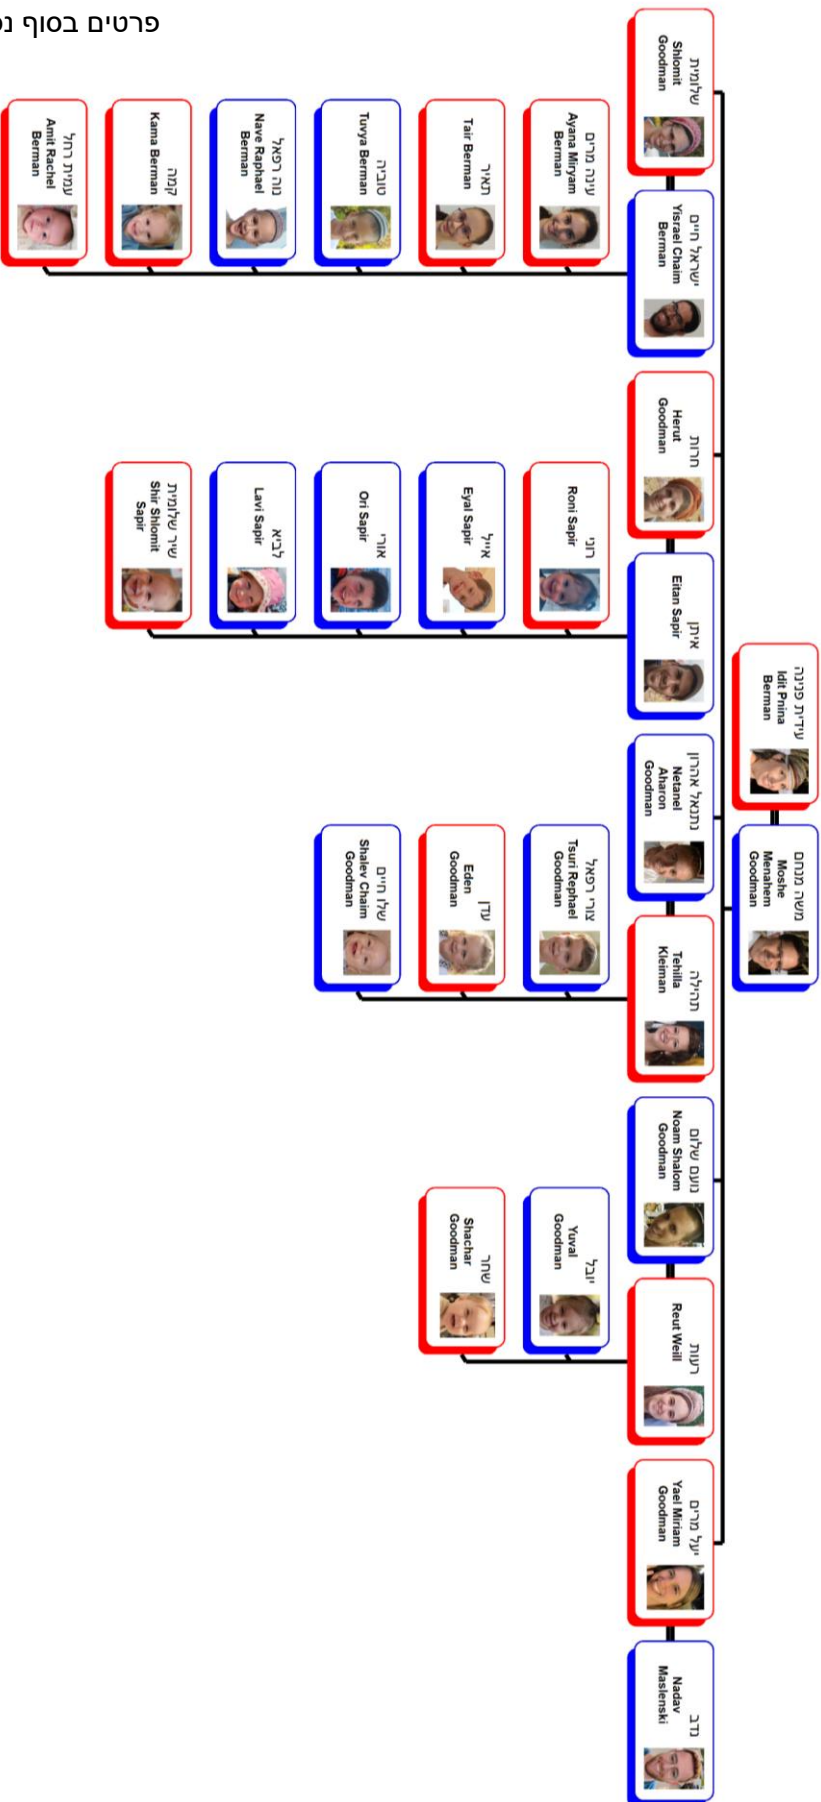 פרטים בסוף
עידית פנינה
Idit Pnina
Berman
משה מנחם
Moshe
Menahem
Goodman
שלומית
Shlomit
Goodman
ישראל חיים
Yisrael Chaim
Berman
חרות
Herut
Goodman
איתן
Eitan Sapir
נתנאל אהרון
Netanel
Aharon
Goodman
תהילה
Tehilla
Kleiman
נועם שלום
Noam Shalom
Goodman
רעות
Reut Weill
יעל מרים
Yael Miriam
Goodman
נדב
Nadav
Maslenski
עינה מרים
Ayana Miryam
Berman
תאיר
Tair Berman
טוביה
Tuvya Berman
נוה רפאל
Nave Raphael
Berman
קמה
Kama Berman
עמית רחל
Amit Rachel
Berman
רוני
Roni Sapir
אייל
Eyal Sapir
אורי
Ori Sapir
לביא
Lavi Sapir
שיר שלומית
Shir Shlomit
Sapir
צורי רפאל
Tsuri Rephael
Goodman
עדן
Eden
Goodman
שלו חיים
Shalev Chaim
Goodman
יובל
Yuval
Goodman
שחר
Shachar
Goodman